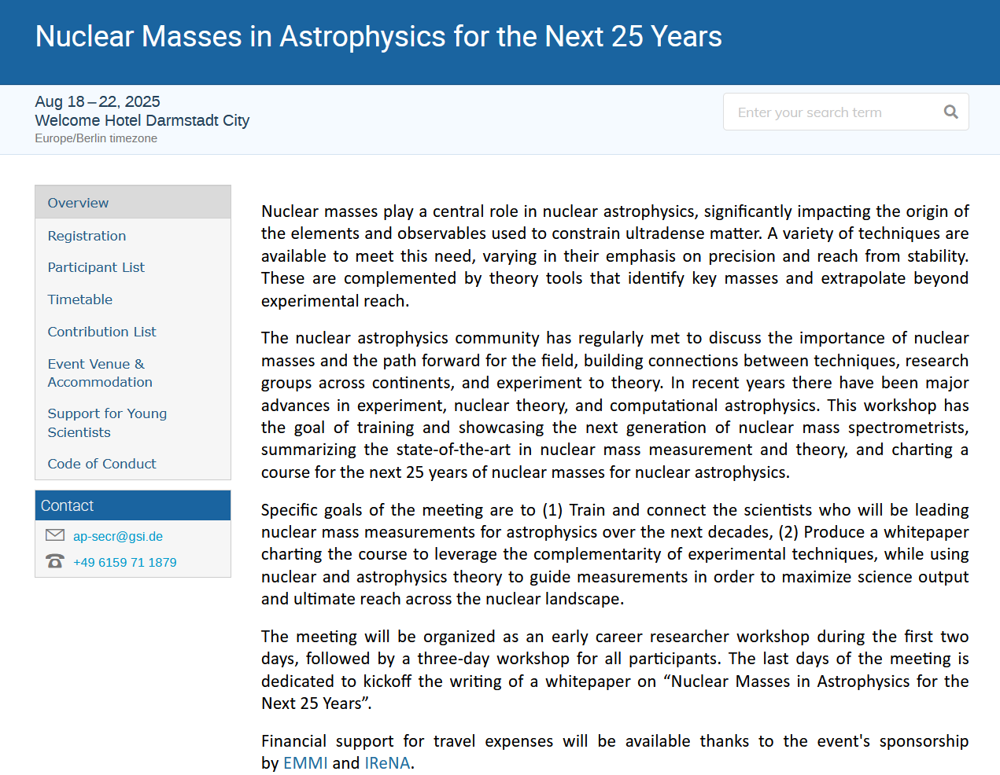 Nuclear Masses in Astrophysics for the Next 25 Years
Aug 18 – 22, 2025
Welcome Hotel Darmstadt City
Europe/Berlin timezone
Enter your search term
Overview
Registration
Participant List
Timetable
Contribution List
Event Venue &
Accommodation
Support for Young
Scientists
Code of Conduct
Contact
ap-secr@gsi.de
+49 6159 71 1879
Nuclear masses play a central role in nuclear astrophysics, significantly impacting the origin of
the elements and observables used to constrain ultradense matter. A variety of techniques are
available to meet this need, varying in their emphasis on precision and reach from stability.
These are complemented by theory tools that identify key masses and extrapolate beyond
experimental reach.
The nuclear astrophysics community has regularly met to discuss the importance of nuclear
masses and the path forward for the field, building connections between techniques, research
groups across continents, and experiment to theory. In recent years there have been major
advances in experiment, nuclear theory, and computational astrophysics. This workshop has
the goal of training and showcasing the next generation of nuclear mass spectrometrists,
summarizing the state-of-the-art in nuclear mass measurement and theory, and charting a
course for the next 25 years of nuclear masses for nuclear astrophysics.
Specific goals of the meeting are to (1) Train and connect the scientists who will be leading
nuclear mass measurements for astrophysics over the next decades, (2) Produce a whitepaper
charting the course to leverage the complementarity of experimental techniques, while using
nuclear and astrophysics theory to guide measurements in order to maximize science output
and ultimate reach across the nuclear landscape.
The meeting will be organized as an early career researcher workshop during the first two
days, followed by a three-day workshop for all participants. The last days of the meeting is
dedicated to kickoff the writing of a whitepaper on “Nuclear Masses in Astrophysics for the
Next 25 Years”.
Financial support for travel expenses will be available thanks to the event's sponsorship
by EMMI and IReNA.